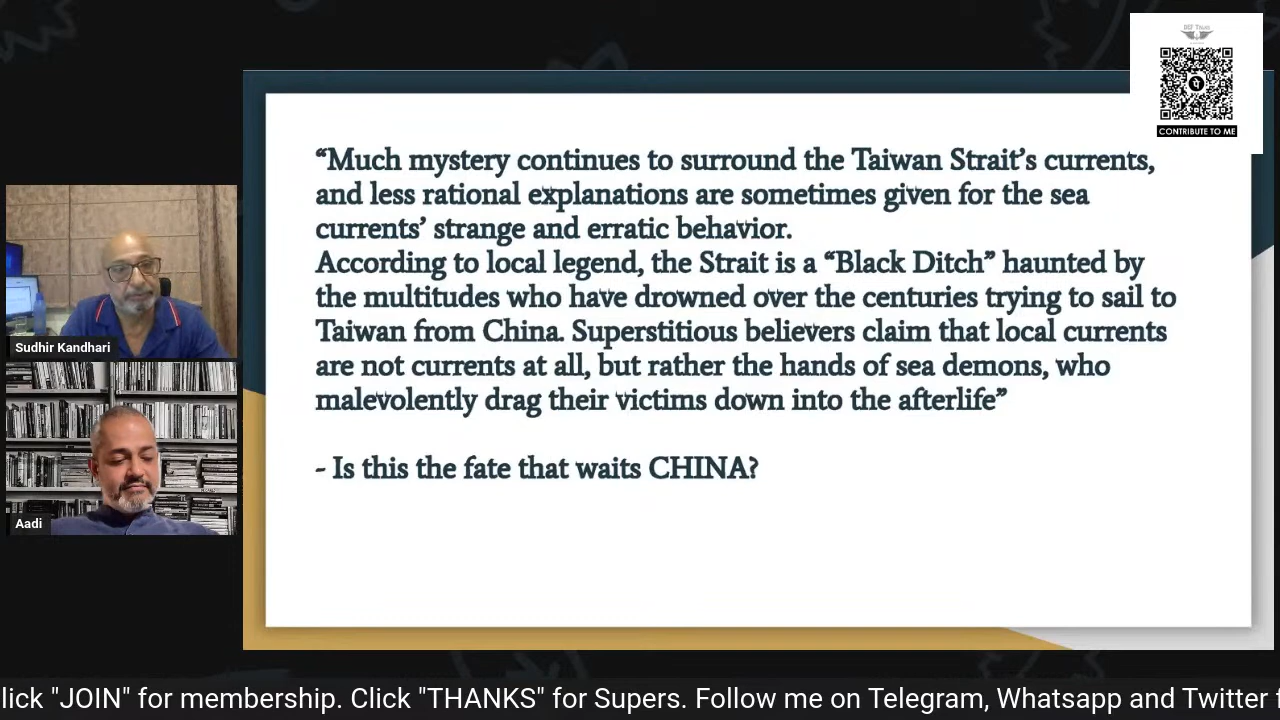 DEF Talks
CONTRIBUTE TO ME
“Much mystery continues to surround the Taiwan Strait’s currents,
and less rational explanations are sometimes given for the sea
currents’ strange and erratic behavior.
According to local legend, the Strait is a “Black Ditch” haunted by
the multitudes who have drowned over the centuries trying to sail to
Taiwan from China. Superstitious believers claim that local currents
are not currents at all, but rather the hands of sea demons, who
malevolently drag their victims down into the afterlife”
- Is this the fate that waits CHINA?
Sudhir Kandhari
Aadi
lick "JOIN" for membership. Click "THANKS" for Supers. Follow me on Telegram, Whatsapp and Twitter